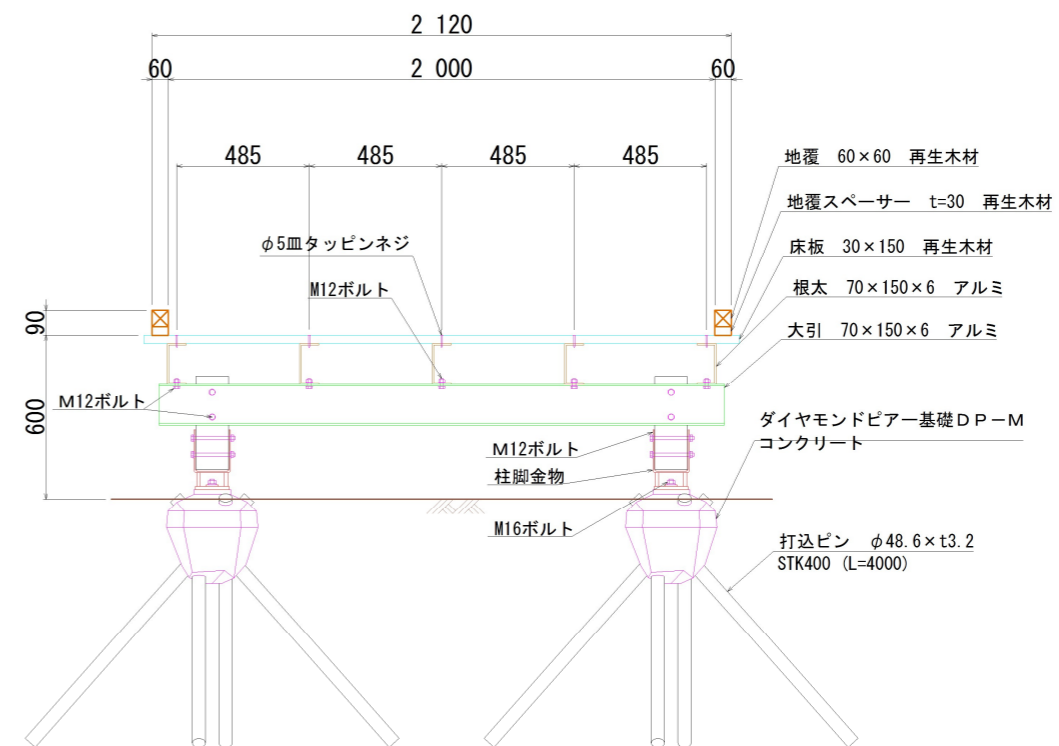 2 120
60
2 000
60
485
485
485
485
地覆 60×60 再生木材
地覆スペーサー t=30 再生木材
φ5皿タッピンネジ
床板 30×150 再生木材
M12ボルト
根太 70×150×6 アルミ
90
大引 70×150×6 アルミ
M12ボルト
600
ダイヤモンドピアー基礎DP-M
コンクリート
M12ボルト
柱脚金物
M16ボルト
打込ピン φ48.6×t3.2
STK400 (L=4000)